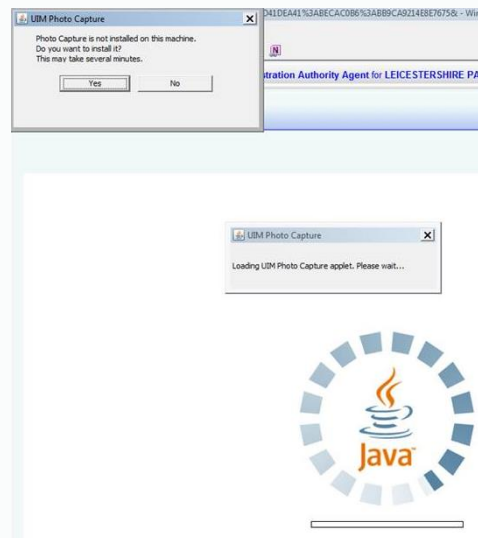 UIM Photo Capture
D41DEA41%3ABECAC0B6%3ABB9CA9214E8E7675& - Wi
Photo Capture is not installed on this machine.
Do you want to install it?
This may take several minutes.
Yes
No
N
tration Authority Agent for LEICESTERSHIRE PA
UIM Photo Capture
Loading UIM Photo Capture applet. Please wait...
Java